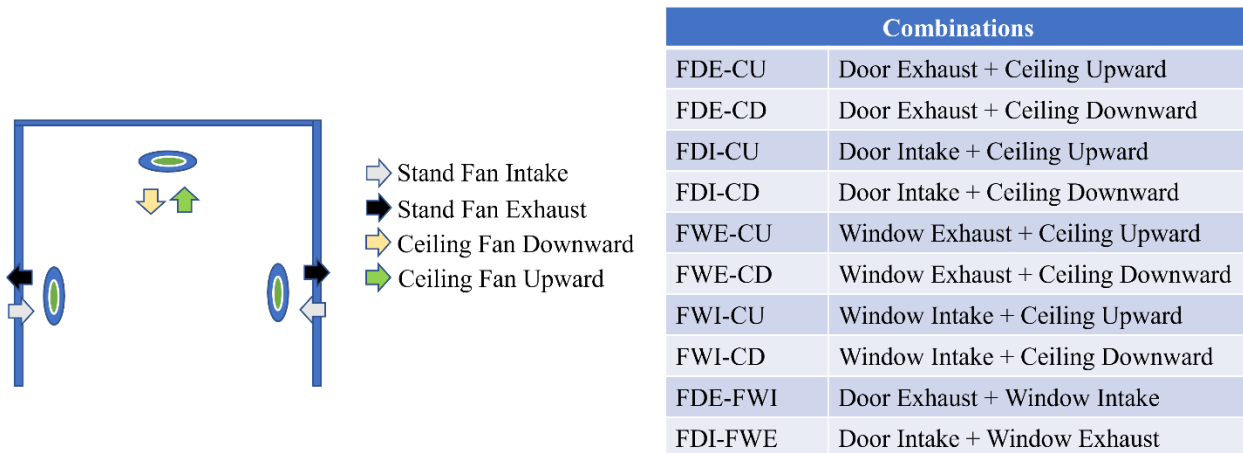 Stand Fan Intake
Stand Fan Exhaust
Ceiling Fan Downward
Ceiling Fan Upward
Combinations
FDE-CU Door Exhaust + Ceiling Upward
FDE-CD Door Exhaust + Ceiling Downward
FDI-CU Door Intake + Ceiling Upward
FDI-CD Door Intake + Ceiling Downward
FWE-CU Window Exhaust + Ceiling Upward
FWE-CD Window Exhaust + Ceiling Downward
FWI-CU Window Intake + Ceiling Upward
FWI-CD Window Intake + Ceiling Downward
FDE-FWI Door Exhaust + Window Intake
FDI-FWE Door Intake + Window Exhaust